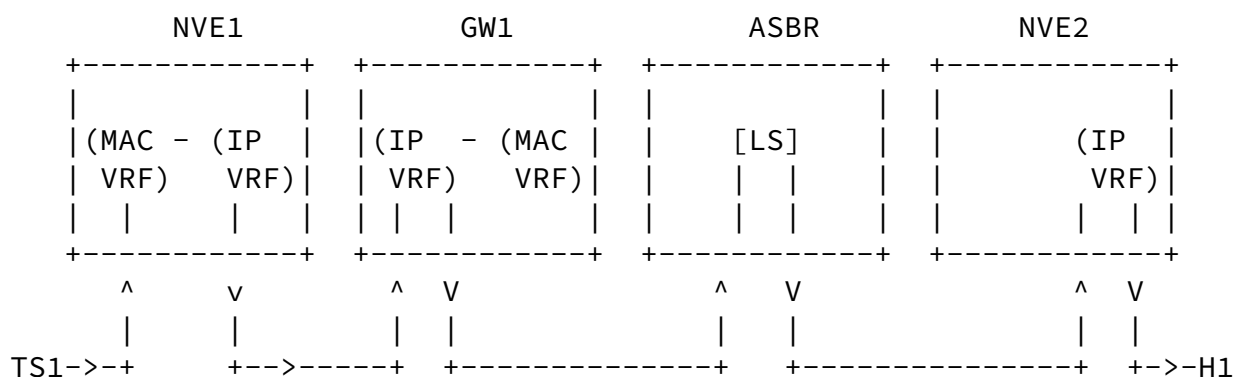 NVE1             GW1            ASBR           NVE2
    +------------+  +------------+  +------------+  +------------+
    |            |  |            |  |            |  |            |
    |(MAC - (IP  |  |(IP  - (MAC |  |    [LS]    |  |       (IP  |
    | VRF)   VRF)|  | VRF)   VRF)|  |    |  |    |  |        VRF)|
    |  |     |   |  | |  |       |  |    |  |    |  |       |  | |
    +------------+  +------------+  +------------+  +------------+
       ^     v        ^  V               ^   V              ^  V
       |     |        |  |               |   |              |  |
 TS1->-+     +-->-----+  +--------------+   +---------------+  +->-H1